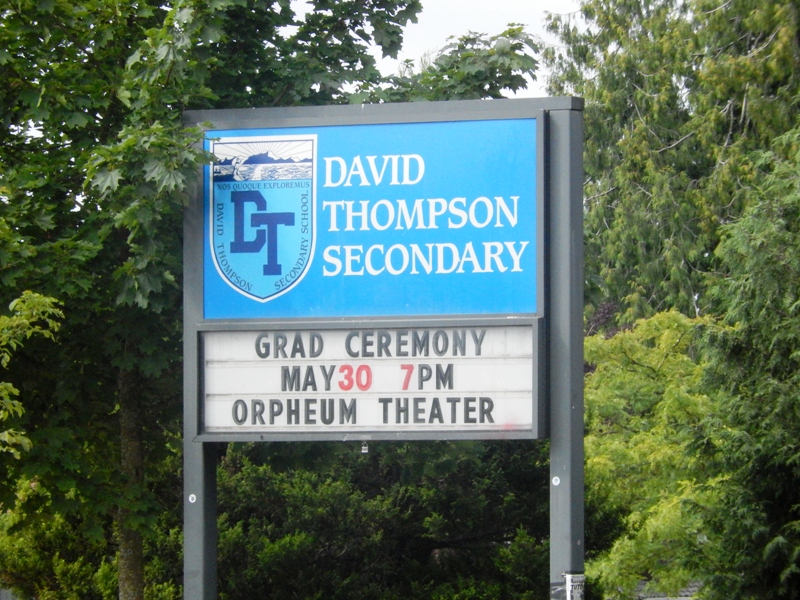 NOS QUOQUE EXPLOREMUS
DT
DAVID THOMPSON SECONDARY SCHOOL
DAVID
THOMPSON
SECONDARY
GRAD CEREMONY
MAY 30 7PM
ORPHEUM THEATER